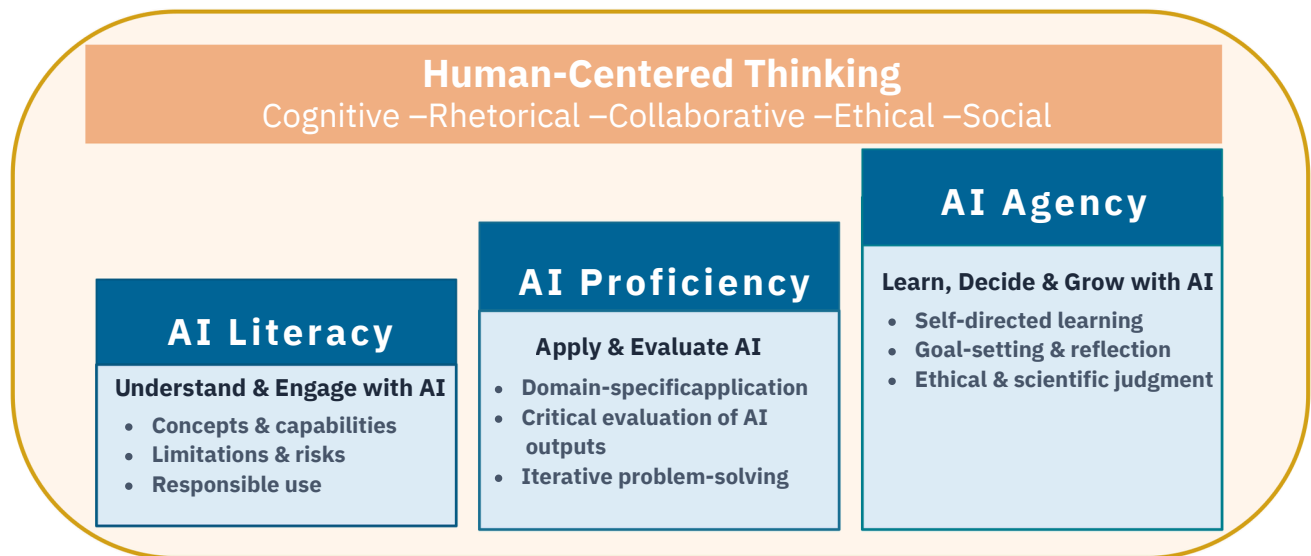 Human-Centered Thinking
Cognitive –Rhetorical –Collaborative –Ethical –Social
AI Literacy
Understand & Engage with AI
• Concepts & capabilities
• Limitations & risks
• Responsible use
AI Proficiency
Apply & Evaluate AI
• Domain-specificapplication
• Critical evaluation of AI
outputs
• Iterative problem-solving
AI Agency
Learn, Decide & Grow with AI
• Self-directed learning
• Goal-setting & reflection
• Ethical & scientific judgment